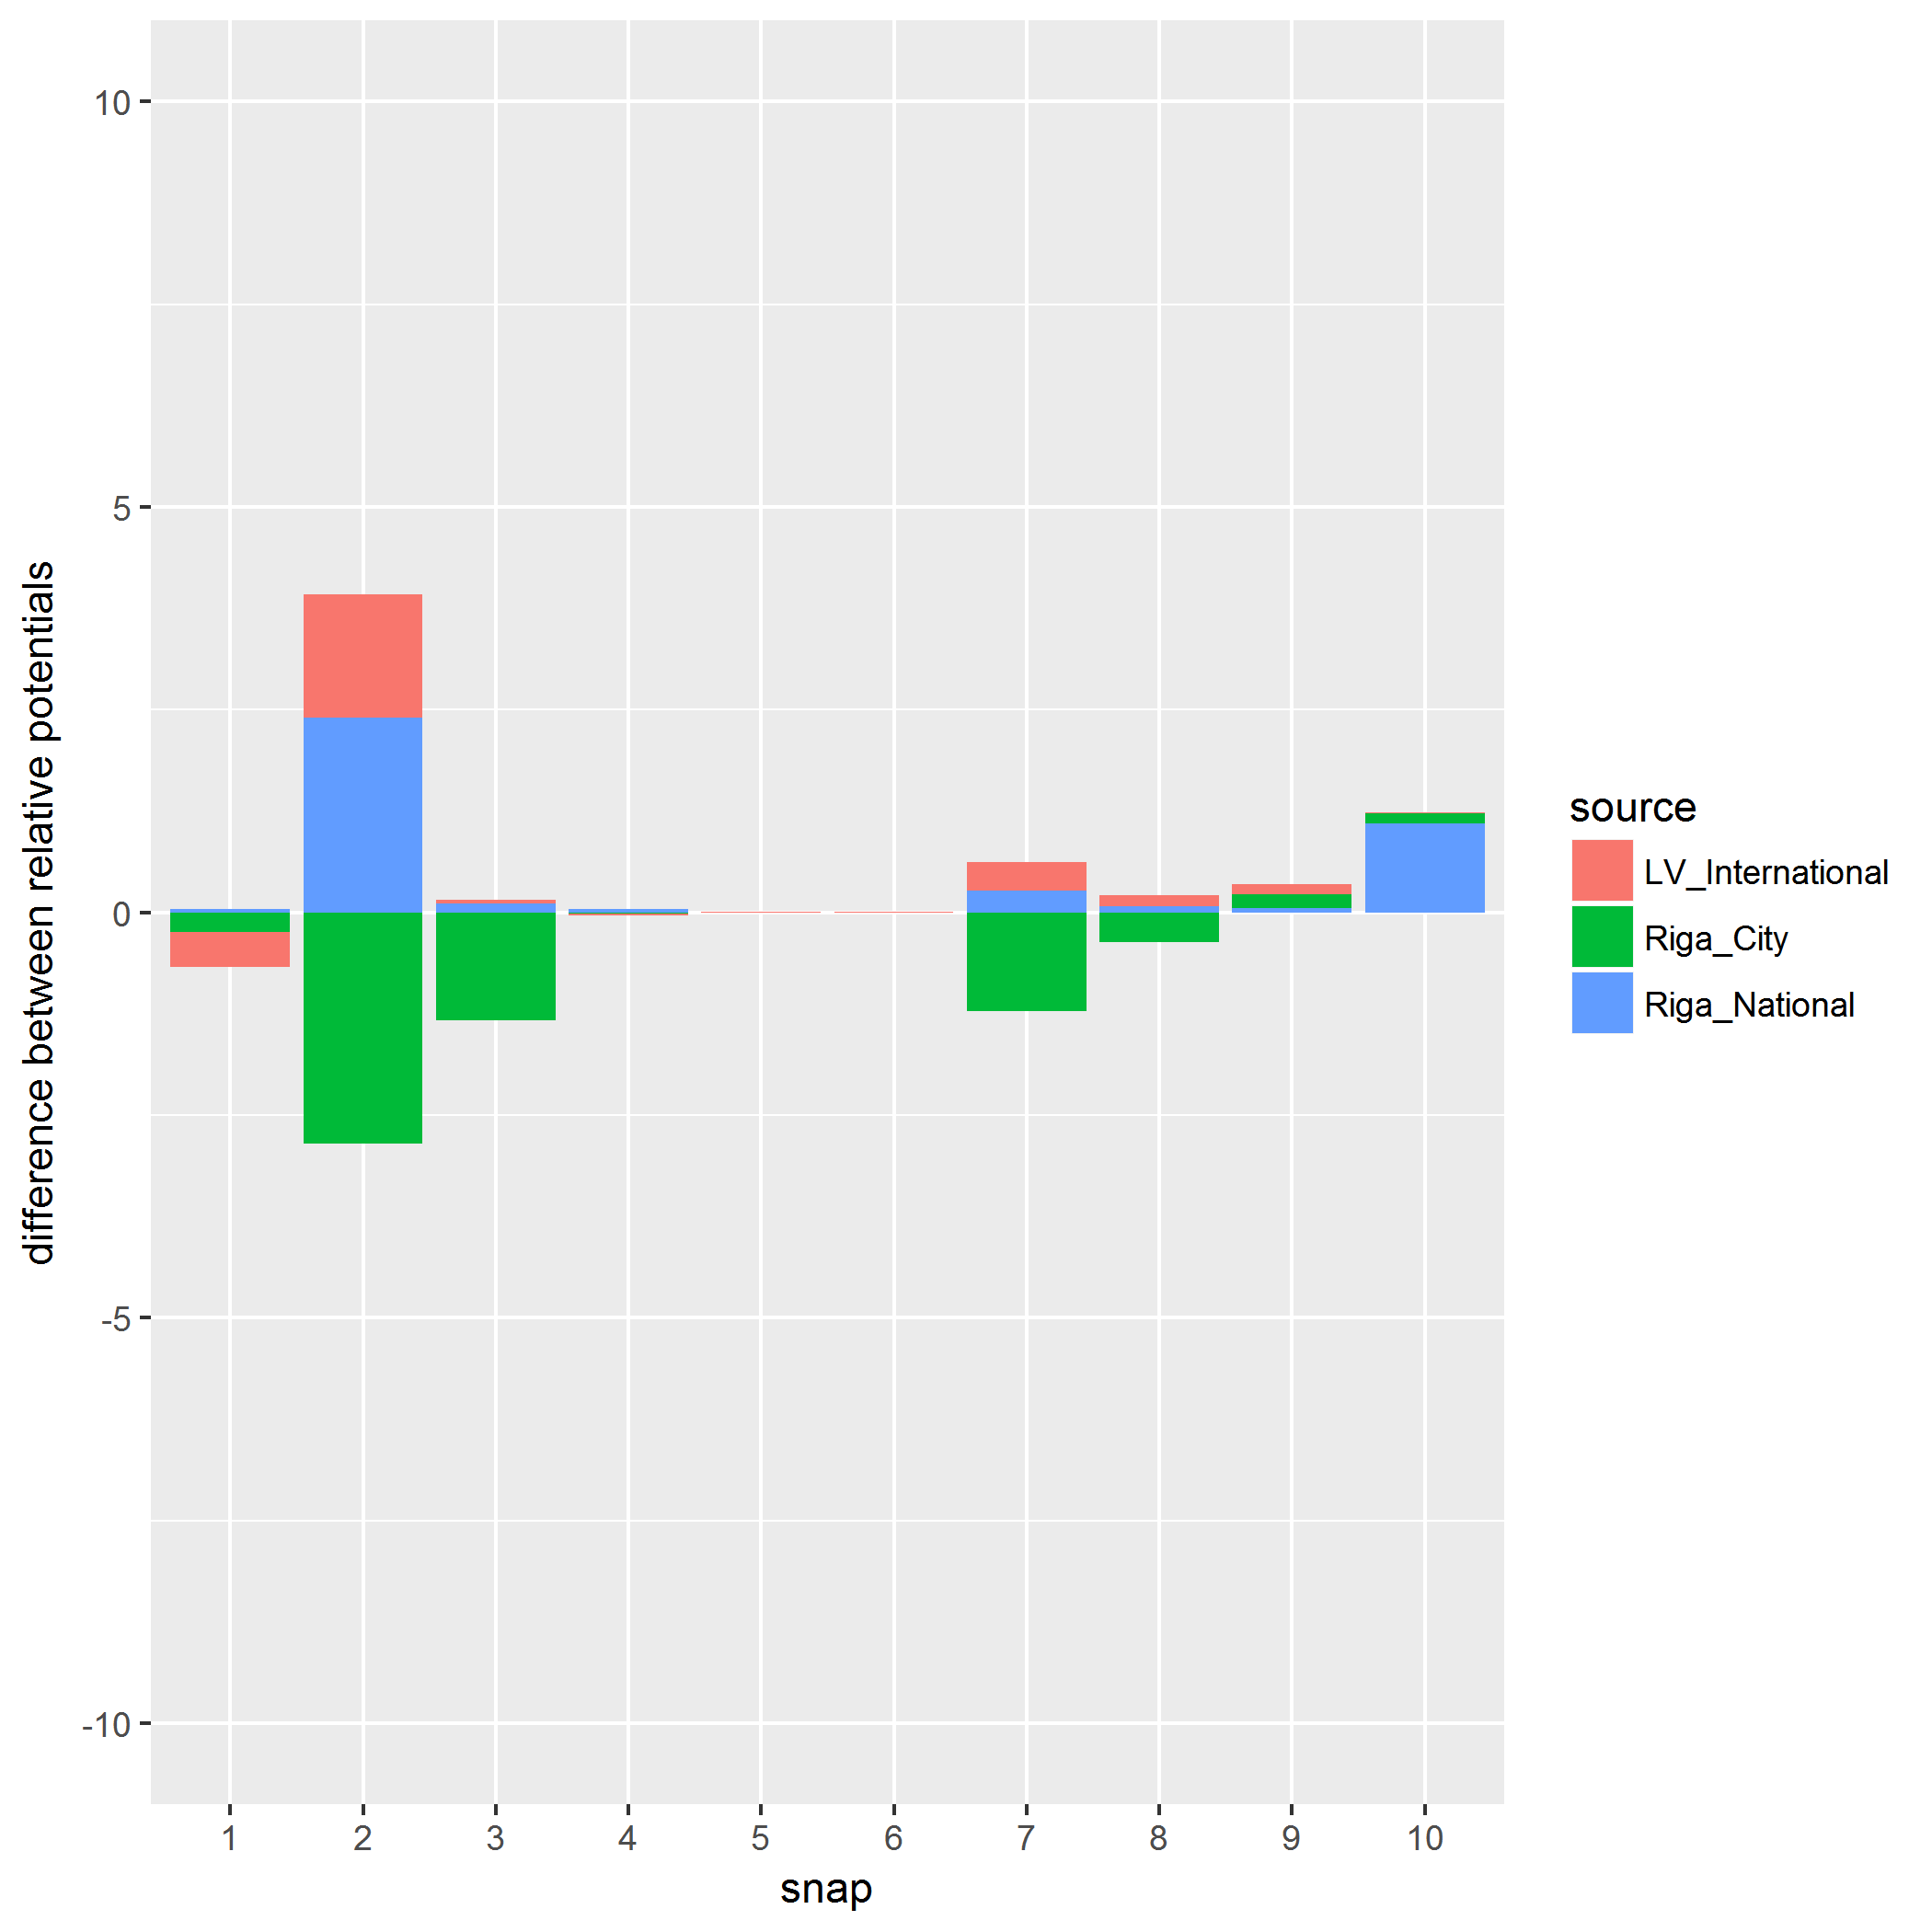 difference between relative potentials
10
5
0
-5
-10
1 2 3 4 5 6 7 8 9 10
snap
source
LV_International
Riga_City
Riga_National